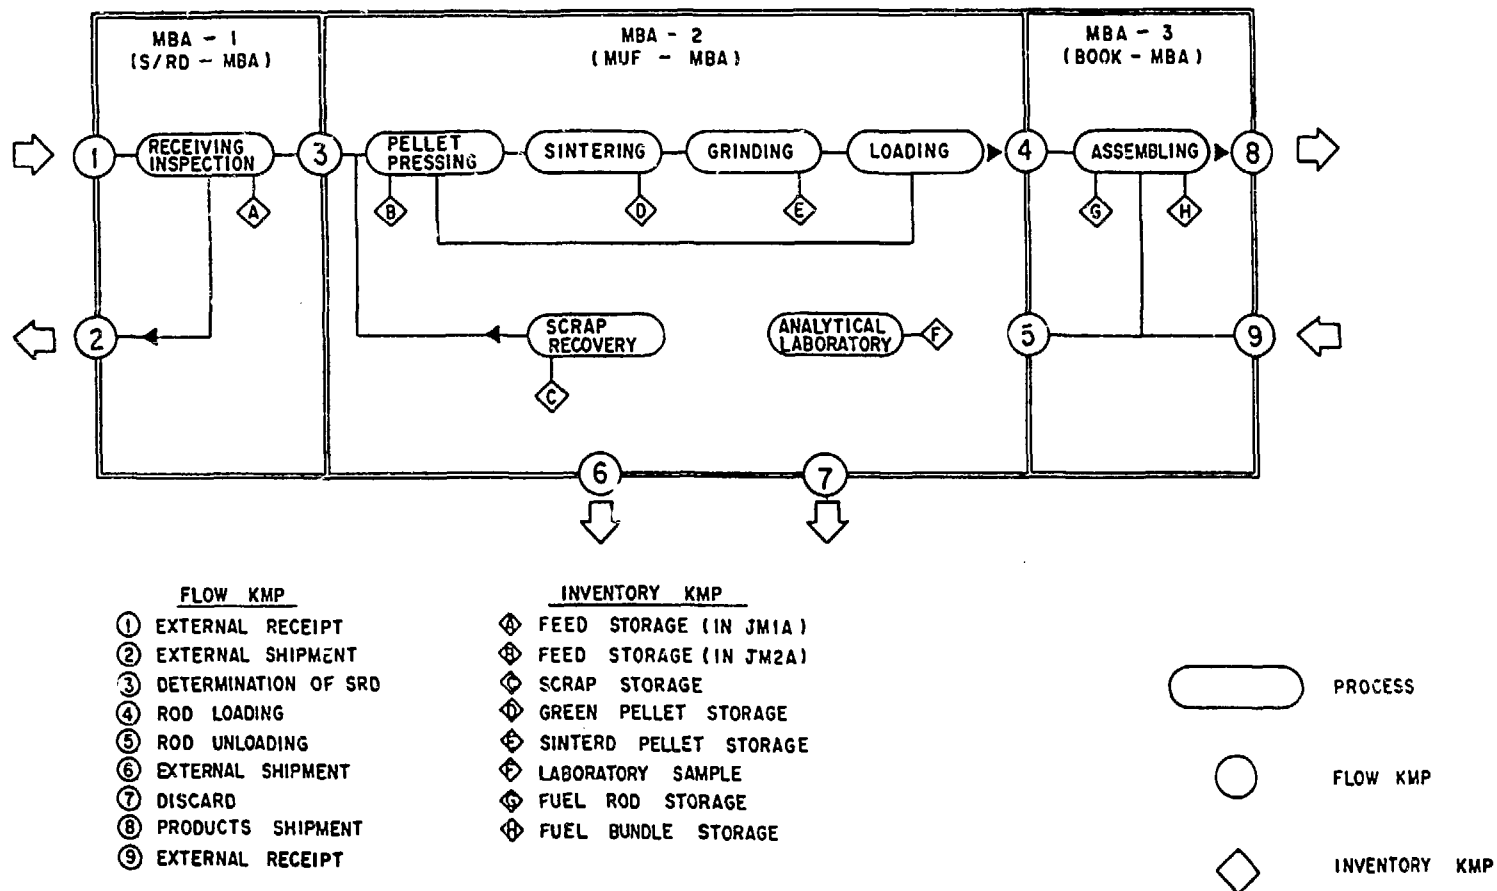 MBA - 1
(S/RD - MBA)
MBA - 2
(MUF - MBA)
MBA - 3
(BOOK - MBA)
1
RECEIVING
INSPECTION
3
PELLET
PRESSING
SINTERING
GRINDING
LOADING
4
ASSEMBLING
8
A
B
D
E
G
H
2
SCRAP
RECOVERY
ANALYTICAL
LABORATORY
F
5
9
C
6
7
FLOW KMP
1 EXTERNAL RECEIPT
2 EXTERNAL SHIPMENT
3 DETERMINATION OF SRD
4 ROD LOADING
5 ROD UNLOADING
6 EXTERNAL SHIPMENT
7 DISCARD
8 PRODUCTS SHIPMENT
9 EXTERNAL RECEIPT
INVENTORY KMP
A FEED STORAGE (IN JM1A)
B FEED STORAGE (IN JM2A)
C SCRAP STORAGE
D GREEN PELLET STORAGE
E SINTERD PELLET STORAGE
F LABORATORY SAMPLE
G FUEL ROD STORAGE
H FUEL BUNDLE STORAGE
PROCESS
FLOW KMP
INVENTORY KMP